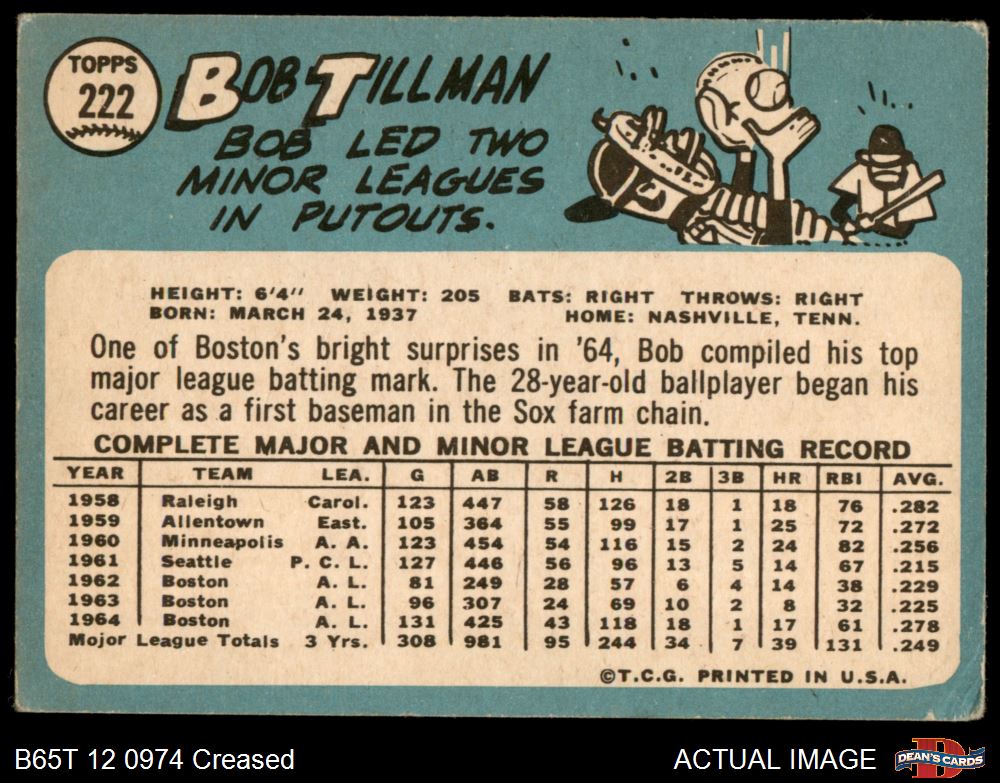 TOPPS
222
BOB TILLMAN
BOB LED TWO
MINOR LEAGUES
IN PUTOUTS.
HEIGHT: 6'4" WEIGHT: 205 BATS: RIGHT THROWS: RIGHT
BORN: MARCH 24, 1937 HOME: NASHVILLE, TENN.
One of Boston's bright surprises in '64, Bob compiled his top
major league batting mark. The 28-year-old ballplayer began his
career as a first baseman in the Sox farm chain.
COMPLETE MAJOR AND MINOR LEAGUE BATTING RECORD
YEAR TEAM LEA. G AB R H 2B 3B HR RBI AVG.
1958 Raleigh Carol. 123 447 58 126 18 1 18 76 .282
1959 Allentown East. 105 364 55 99 17 1 25 72 .272
1960 Minneapolis A. A. 123 454 54 116 15 2 24 82 .256
1961 Seattle P. C. L. 127 446 56 96 13 5 14 67 .215
1962 Boston A. L. 81 249 28 57 6 4 14 38 .229
1963 Boston A. L. 96 307 24 69 10 2 8 32 .225
1964 Boston A. L. 131 425 43 118 18 1 17 61 .278
Major League Totals 3 Yrs. 308 981 95 244 34 7 39 131 .249
©T.C.G. PRINTED IN U.S.A.
B65T 12 0974 Creased ACTUAL IMAGE
D
DEAN'S CARDS